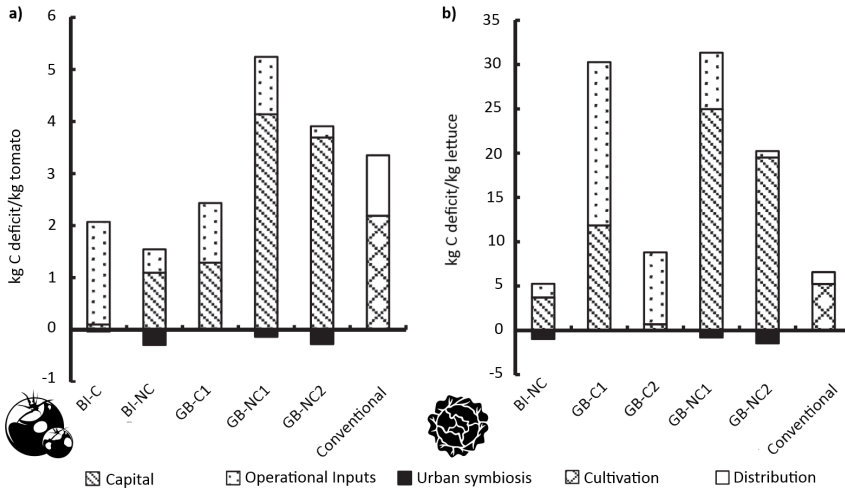 a)
kg C deficit/kg tomato
6
5
4
3
2
1
0
-1
BI-C
BI-NC
GB-C1
GB-NC1
GB-NC2
Conventional
b)
kg C deficit/kg lettuce
35
30
25
20
15
10
5
0
-5
BI-NC
GB-C1
GB-C2
GB-NC1
GB-NC2
Conventional
Capital
Operational Inputs
Urban symbiosis
Cultivation
Distribution